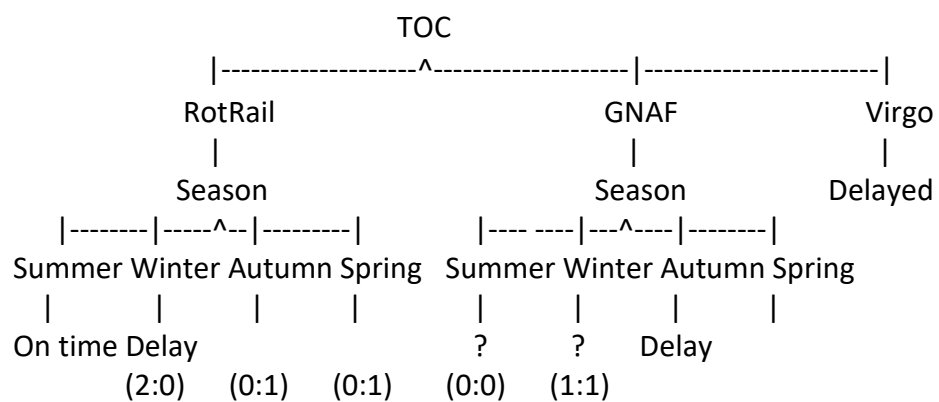 TOC
|--------------------^--------------------|------------------------|
RotRail GNAF Virgo
| | |
Season Season Delayed
|--------|-----^--|---------| |---- ----|---^----|--------|
Summer Winter Autumn Spring Summer Winter Autumn Spring
| | | | | | | |
On time Delay ? ? Delay
(2:0) (0:1) (0:1) (0:0) (1:1)